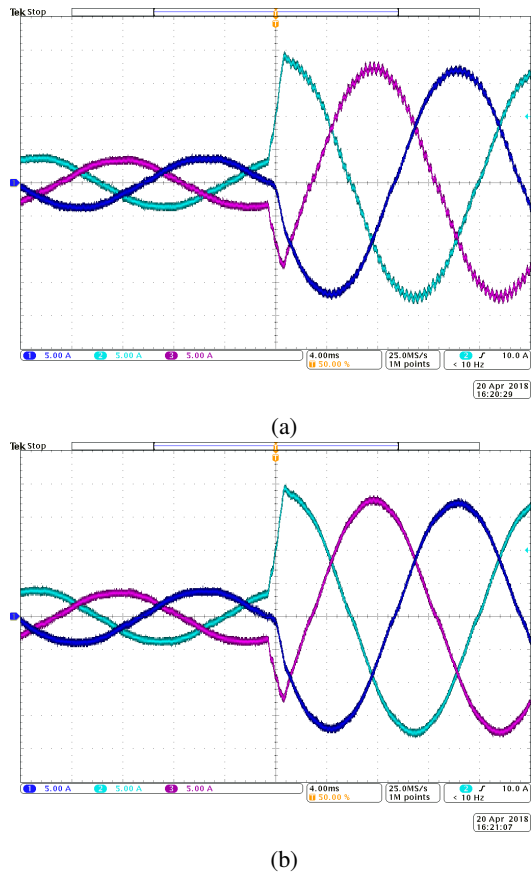 Tek Stop
T
T
1
1 5.00 A 2 5.00 A 3 5.00 A 4.00ms 25.0MS/s 2 10.0 A
T 50.00 % 1M points < 10 Hz
20 Apr 2018
16:20:29
(a)
Tek Stop
T
T
1
1 5.00 A 2 5.00 A 3 5.00 A 4.00ms 25.0MS/s 2 10.0 A
T 50.00 % 1M points < 10 Hz
20 Apr 2018
16:21:07
(b)